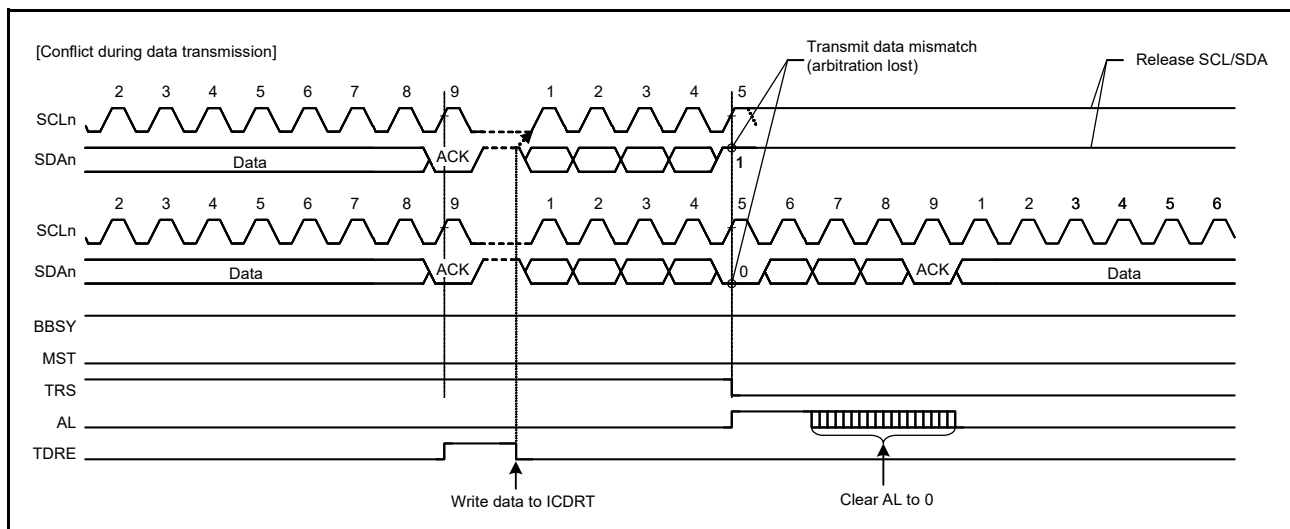 [Conflict during data transmission]
Transmit data mismatch
(arbitration lost)
Release SCL/SDA
2 3 4 5 6 7 8 9 1 2 3 4 5
SCLn
SDAn Data ACK 1
2 3 4 5 6 7 8 9 1 2 3 4 5 6 7 8 9 1 2 3 4 5 6
SCLn
SDAn Data ACK 0 ACK Data
BBSY
MST
TRS
AL
TDRE
Write data to ICDRT Clear AL to 0